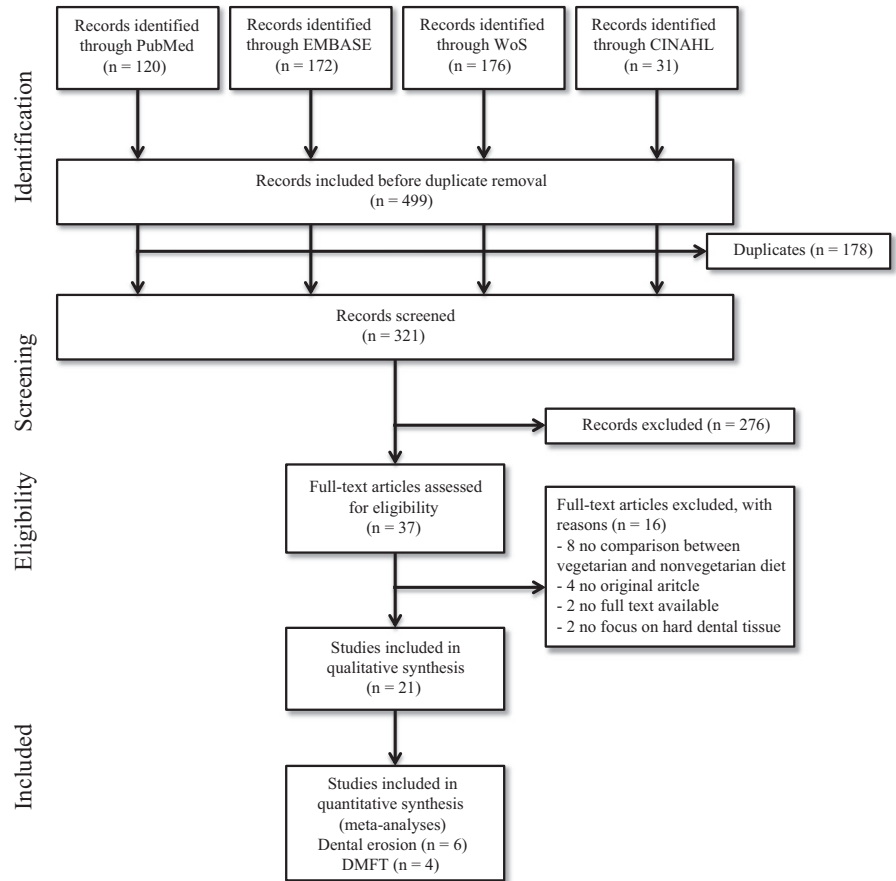 Identification
Records identified
through PubMed
(n = 120)
Records identified
through EMBASE
(n = 172)
Records identified
through WoS
(n = 176)
Records identified
through CINAHL
(n = 31)
Records included before duplicate removal
(n = 499)
Duplicates (n = 178)
Screening
Records screened
(n = 321)
Records excluded (n = 276)
Eligibility
Full-text articles assessed
for eligibility
(n = 37)
Full-text articles excluded, with
reasons (n = 16)
- 8 no comparison between
vegetarian and nonvegetarian diet
- 4 no original aritcle
- 2 no full text available
- 2 no focus on hard dental tissue
Included
Studies included in
qualitative synthesis
(n = 21)
Studies included in
quantitative synthesis
(meta-analyses)
Dental erosion (n = 6)
DMFT (n = 4)